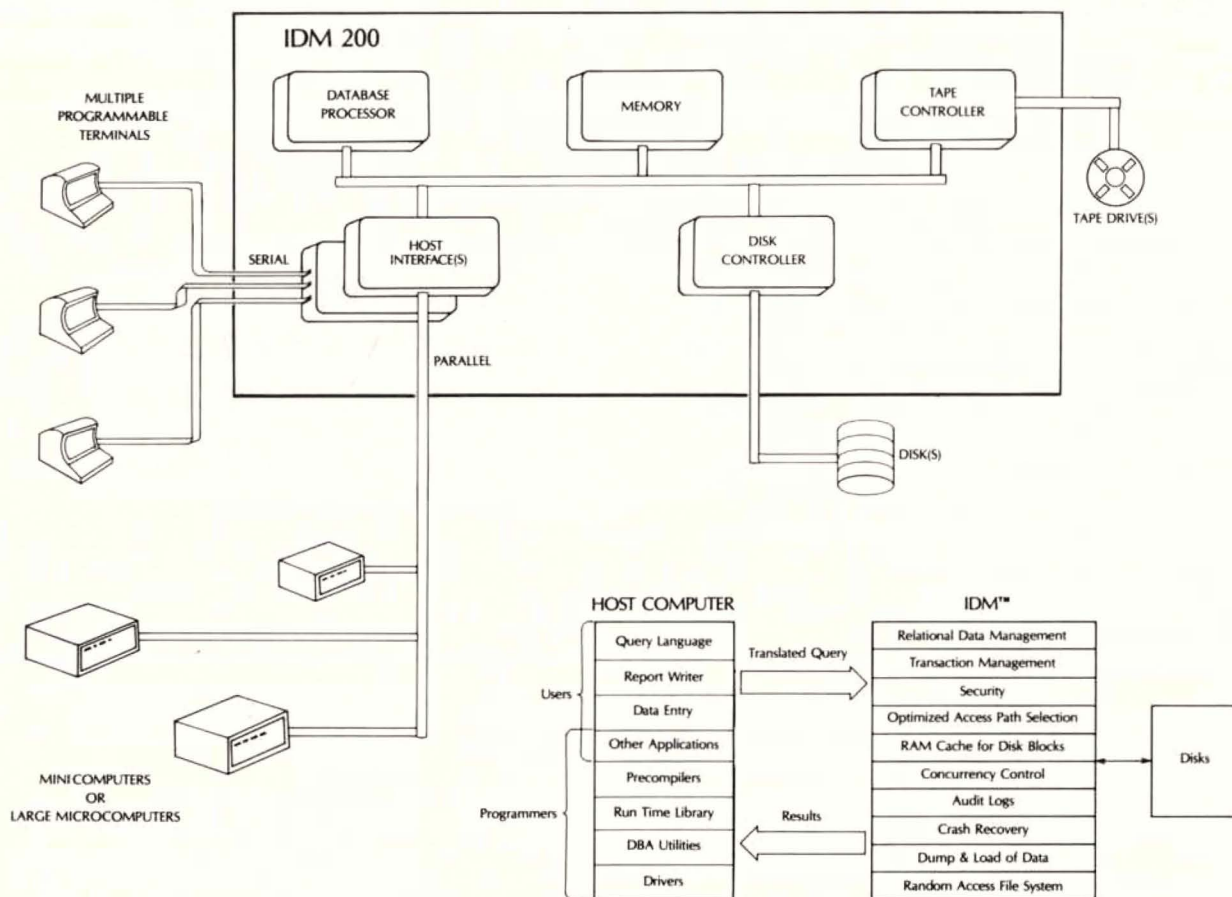 IDM 200
MULTIPLE
PROGRAMMABLE
TERMINALS
DATABASE
PROCESSOR
MEMORY
TAPE
CONTROLLER
TAPE DRIVE(S)
SERIAL
HOST
INTERFACE(S)
DISK
CONTROLLER
PARALLEL
DISK(S)
MINICOMPUTERS
OR
LARGE MICROCOMPUTERS
HOST COMPUTER
Users
Programmers
Query Language
Report Writer
Data Entry
Other Applications
Precompilers
Run Time Library
DBA Utilities
Drivers
Translated Query
Results
IDM™
Relational Data Management
Transaction Management
Security
Optimized Access Path Selection
RAM Cache for Disk Blocks
Concurrency Control
Audit Logs
Crash Recovery
Dump & Load of Data
Random Access File System
Disks